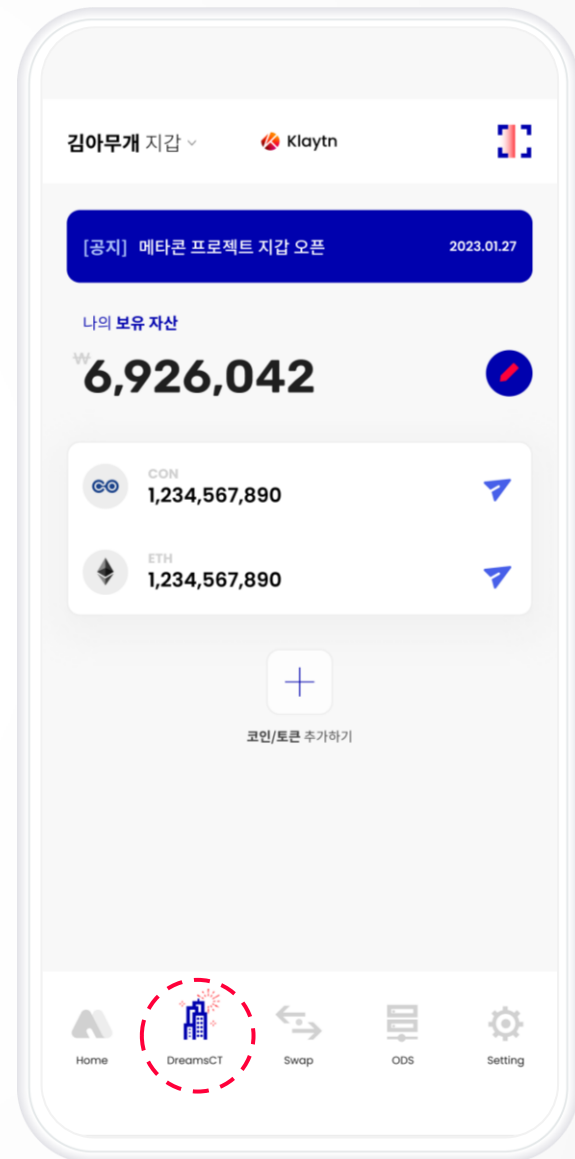 김아무개 지갑
Klaytn
[공지] 메타콘 프로젝트 지갑 오픈 2023.01.27
나의 보유 자산
₩6,926,042
CON
1,234,567,890
ETH
1,234,567,890
코인/토큰 추가하기
Home DreamsCT Swap ODS Setting